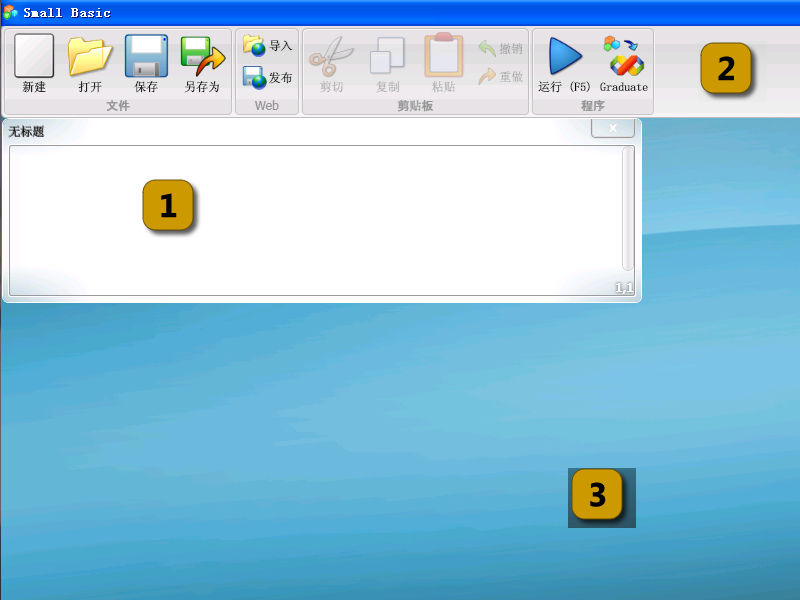 Small Basic
新建 打开 保存 另存为
文件
导入
发布
Web
剪切 复制 粘贴
撤销
重做
剪贴板
运行 (F5) Graduate
程序
2
无标题
1
1,1
3